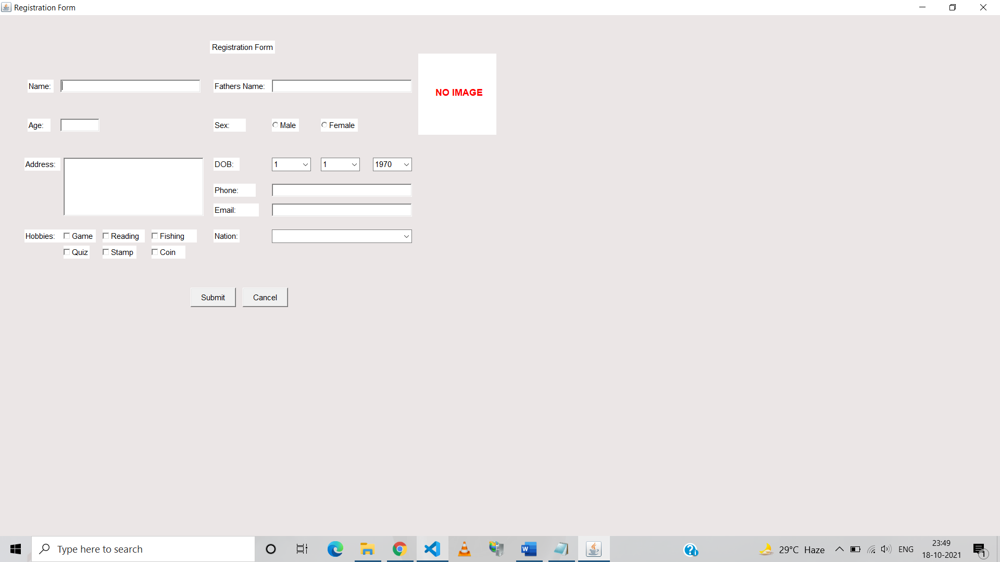 Registration Form
Registration Form
NO IMAGE
Name: Fathers Name:
Age: Sex: Male Female
Address: DOB: 1 1 1970
Phone:
Email:
Hobbies: Game Reading Fishing Nation:
Quiz Stamp Coin
Submit Cancel
Type here to search 29°C Haze ENG 23:49
18-10-2021 1